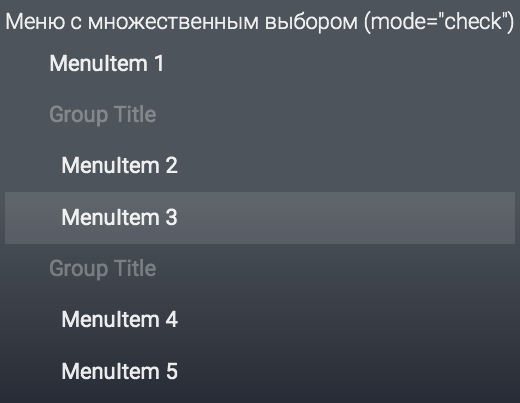 Меню с множественным выбором (mode="check")
MenuItem 1
Group Title
MenuItem 2
MenuItem 3
Group Title
MenuItem 4
MenuItem 5